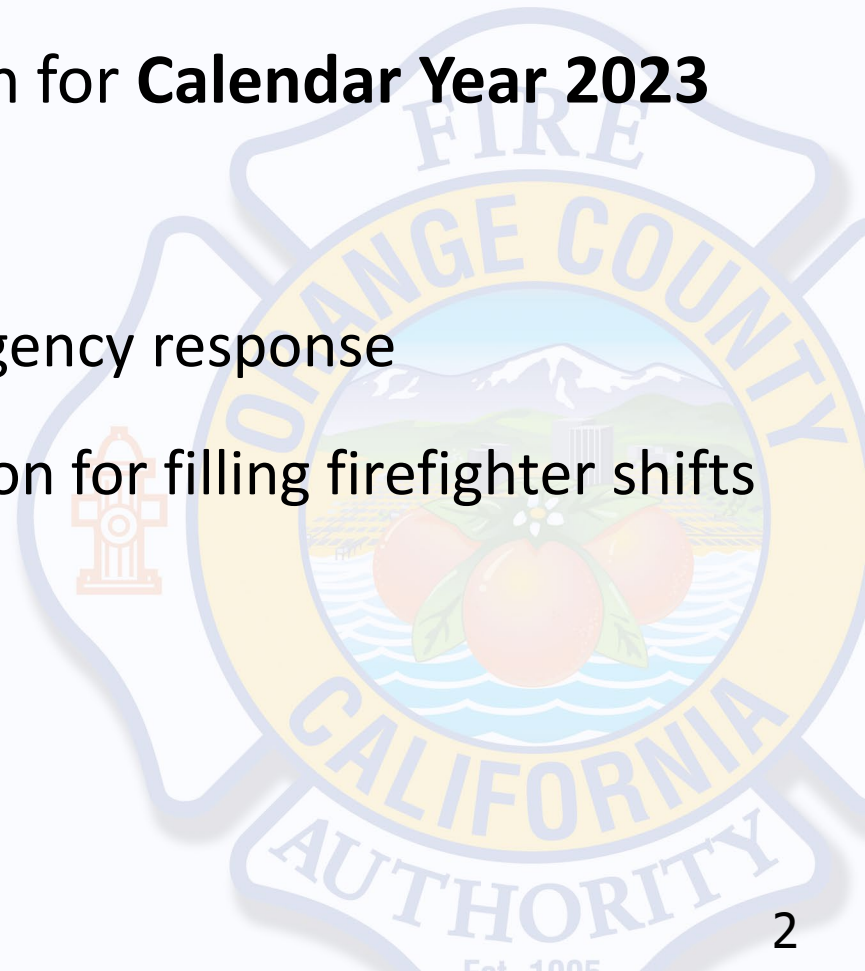 n for Calendar Year 2023
FIRE
ORANGE COUNTY
gency response
on for filling firefighter shifts
CALIFORNIA
AUTHORITY
2